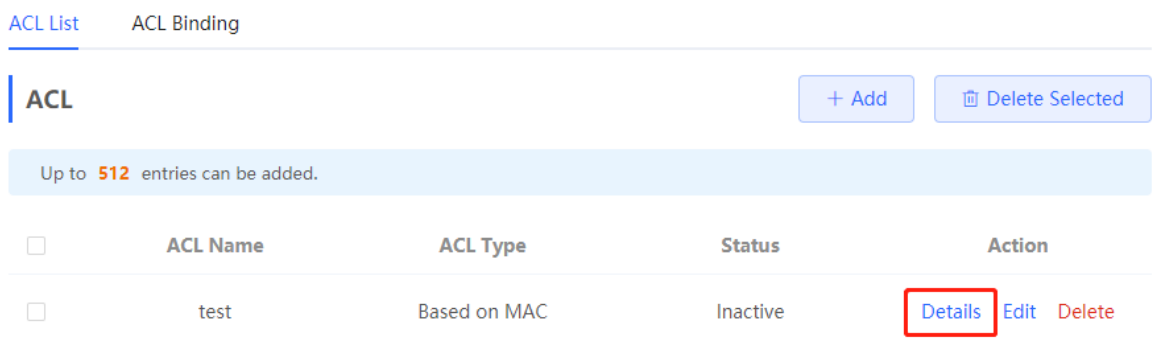 ACL List ACL Binding
ACL + Add Delete Selected
Up to 512 entries can be added.
ACL Name ACL Type Status Action
test Based on MAC Inactive Details Edit Delete